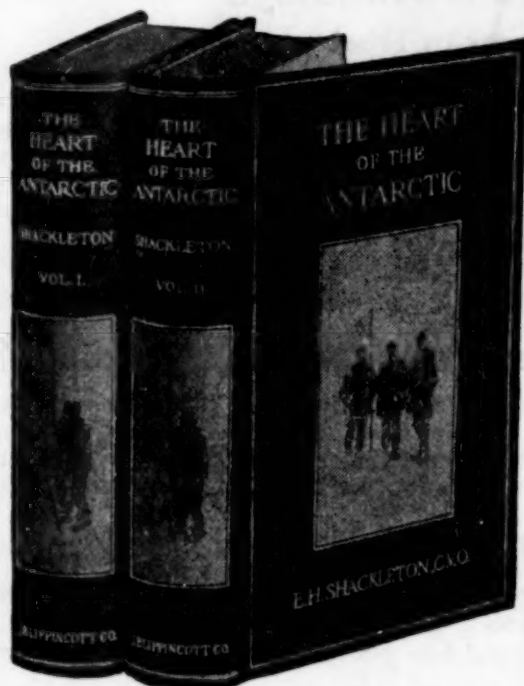 THE
HEART
OF THE
ANTARCTIC
SHACKLETON
VOL. I.
J.B. LIPPINCOTT CO.
THE
HEART
OF THE
ANTARCTIC
SHACKLETON
VOL. II
J.B. LIPPINCOTT CO.
THE HEART
OF THE
ANTARCTIC
E.H. SHACKLETON, C.V.O.